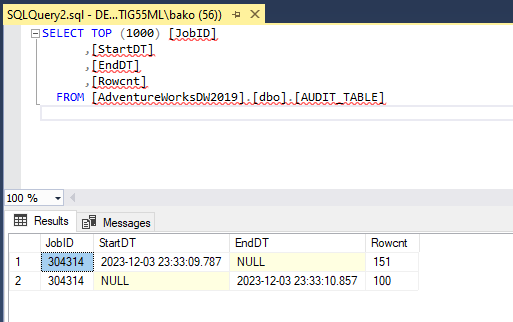 SQLQuery2.sql - DE...TIG55ML\bako (56))
SELECT TOP (1000) [JobID]
,[StartDT]
,[EndDT]
,[Rowcnt]
FROM [AdventureWorksDW2019].[dbo].[AUDIT_TABLE]
100 %
Results Messages
JobID StartDT EndDT Rowcnt
1 304314 2023-12-03 23:33:09.787 NULL 151
2 304314 NULL 2023-12-03 23:33:10.857 100